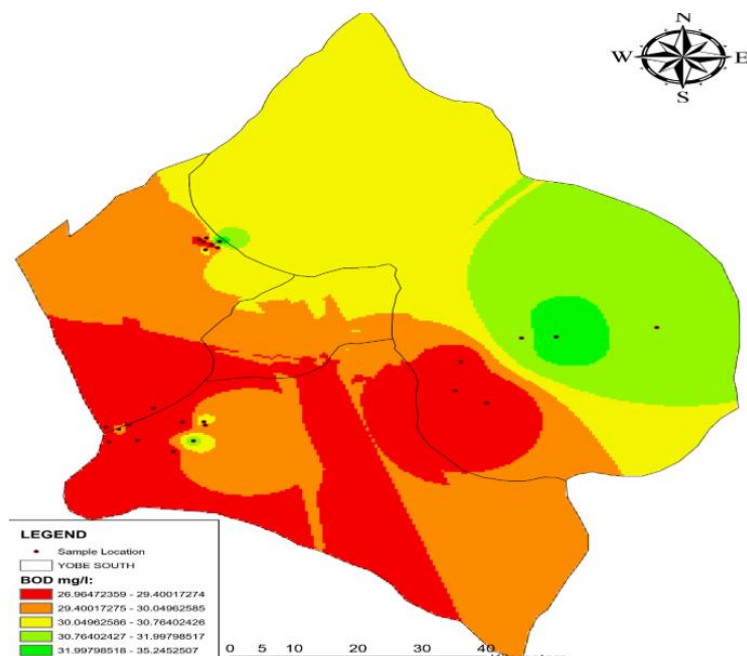 N
W E
S
LEGEND
Sample Location
YOBE SOUTH
BOD mg/l:
26.96472359 - 29.40017274
29.40017275 - 30.04962585
30.04962586 - 30.76402426
30.76402427 - 31.99798517
31.99798518 - 35.2452507
0 5 10 20 30 40